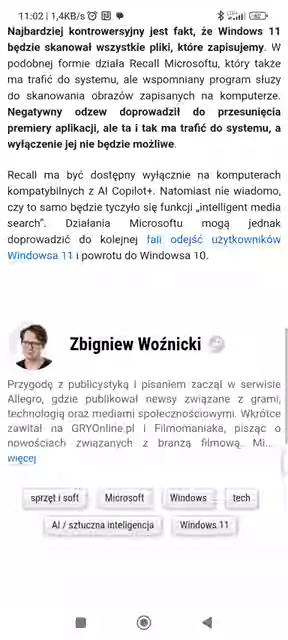 11:02 | 1,4KB/s
Najbardziej kontrowersyjny jest fakt, że Windows 11
będzie skanował wszystkie pliki, które zapisujemy. W
podobnej formie działa Recall Microsoftu, który także
ma trafić do systemu, ale wspomniany program służy
do skanowania obrazów zapisanych na komputerze.
Negatywny odzew doprowadził do przesunięcia
premiery aplikacji, ale ta i tak ma trafić do systemu, a
wyłączenie jej nie będzie możliwe.
Recall ma być dostępny wyłącznie na komputerach
kompatybilnych z AI Copilot+. Natomiast nie wiadomo,
czy to samo będzie tyczyło się funkcji „intelligent media
search”. Działania Microsoftu mogą jednak
doprowadzić do kolejnej fali odejść użytkowników
Windowsa 11 i powrotu do Windowsa 10.
Zbigniew Woźnicki
Przygodę z publicystyką i pisaniem zaczął w serwisie
Allegro, gdzie publikował newsy związane z grami,
technologią oraz mediami społecznościowymi. Wkrótce
zawitał na GRYOnline.pl i Filmomaniaka, pisząc o
nowościach związanych z branżą filmową. Mi...
więcej
sprzęt i soft Microsoft Windows tech
AI / sztuczna inteligencja Windows 11